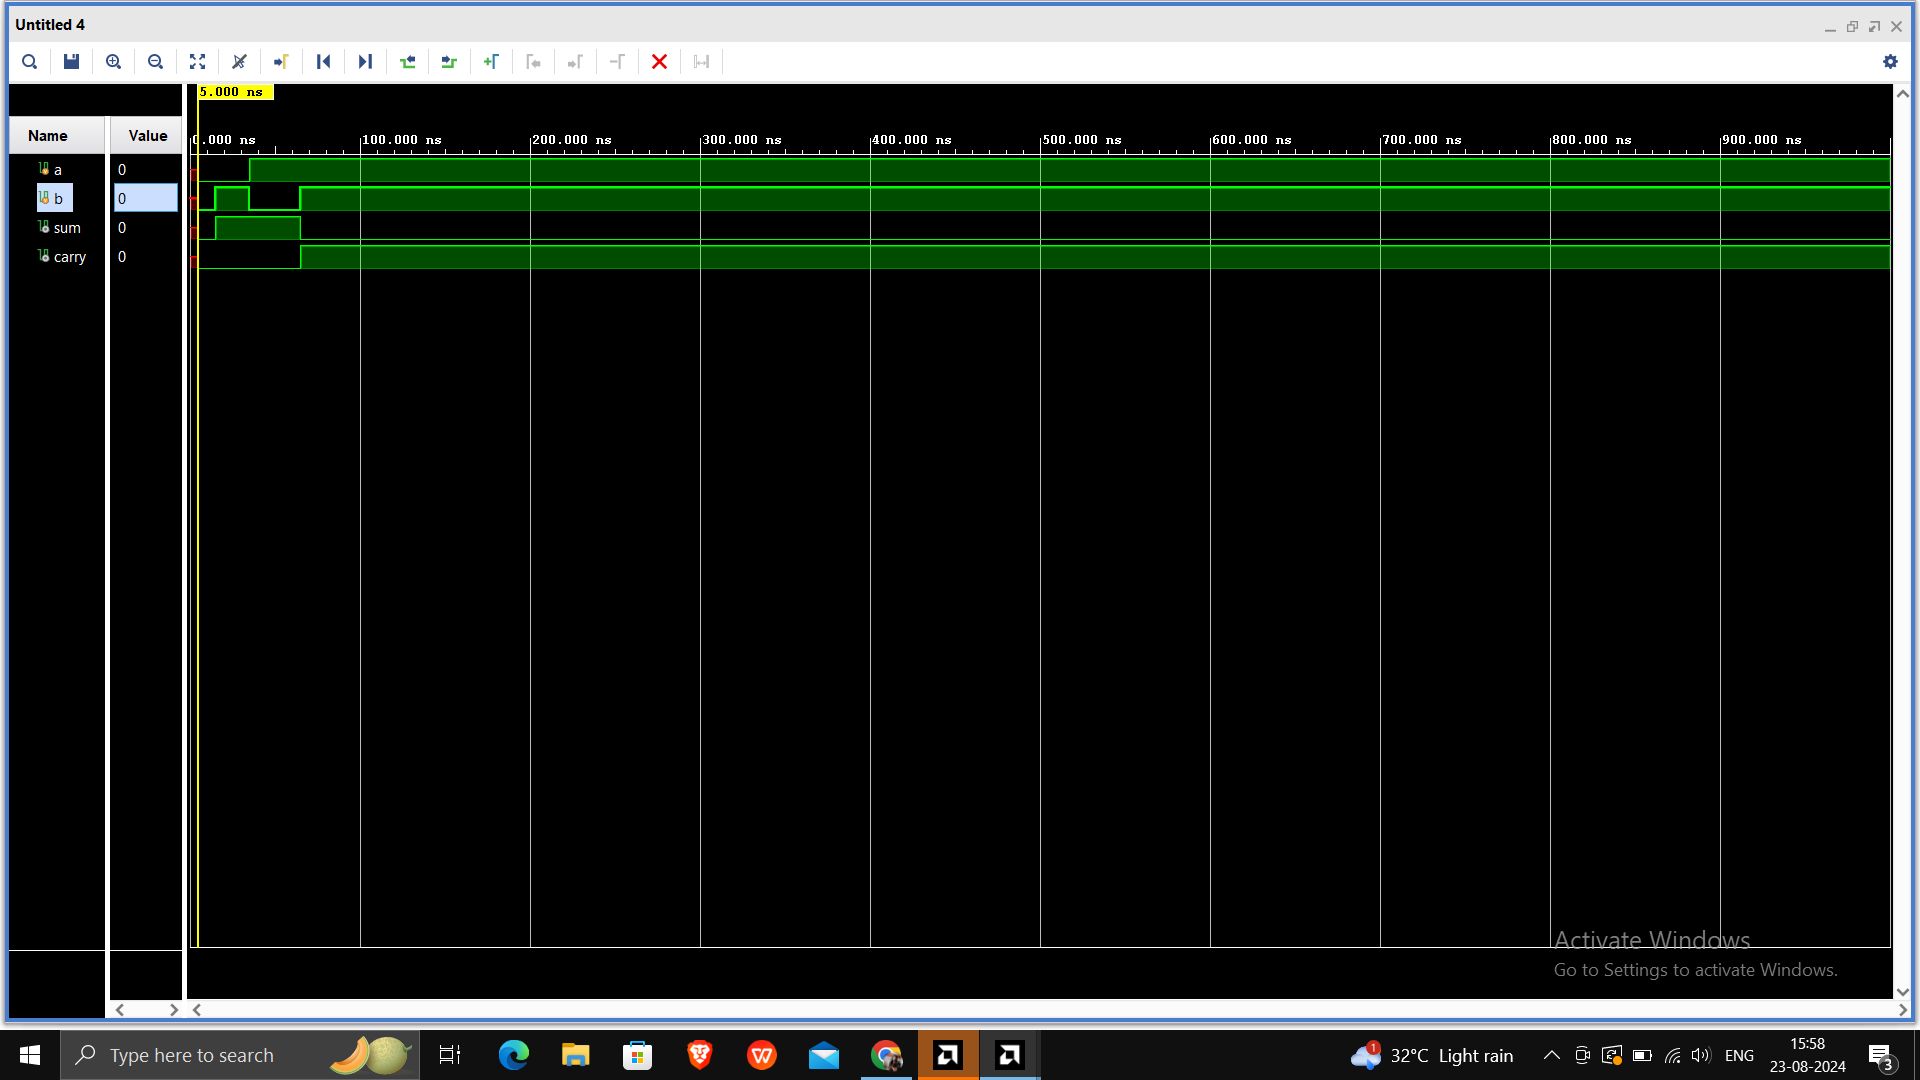 Untitled 4
5.000 ns
Name Value 0.000 ns 100.000 ns 200.000 ns 300.000 ns 400.000 ns 500.000 ns 600.000 ns 700.000 ns 800.000 ns 900.000 ns
a 0
b 0
sum 0
carry 0
Activate Windows
Go to Settings to activate Windows.
Type here to search
1
32°C Light rain
ENG
15:58
23-08-2024
3